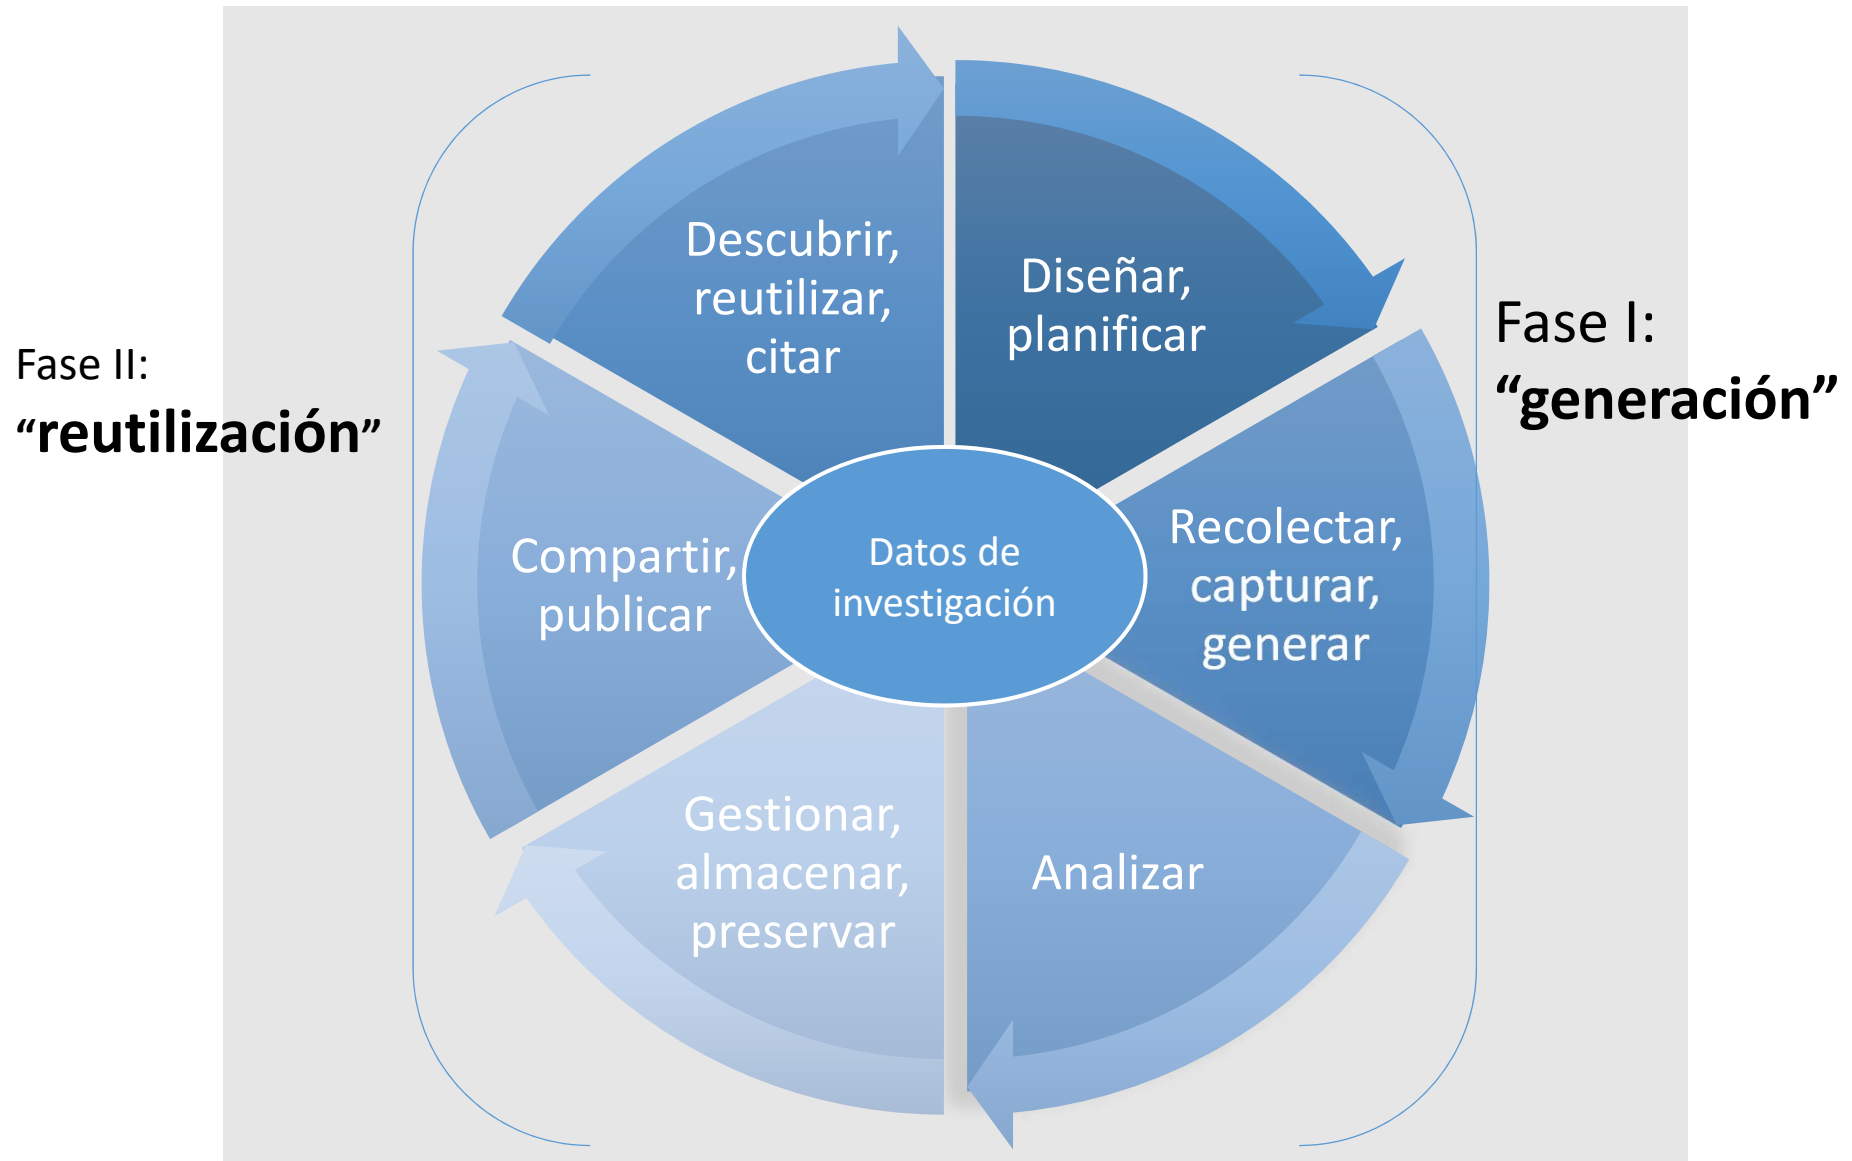 Descubrir,
reutilizar,
citar
Diseñar,
planificar
Fase I:
“generación”
Fase II:
“reutilización”
Recolectar,
capturar,
generar
Compartir,
publicar
Datos de
investigación
Gestionar,
almacenar,
preservar
Analizar